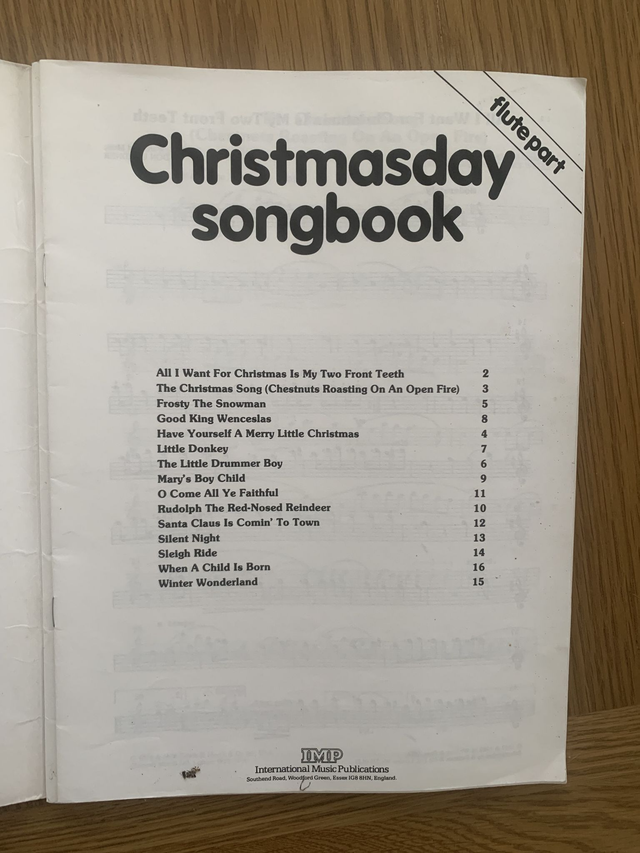 flute part
Christmasday
songbook
All I Want For Christmas Is My Two Front Teeth 2
The Christmas Song (Chestnuts Roasting On An Open Fire) 3
Frosty The Snowman 5
Good King Wenceslas 8
Have Yourself A Merry Little Christmas 4
Little Donkey 7
The Little Drummer Boy 6
Mary's Boy Child 9
O Come All Ye Faithful 11
Rudolph The Red-Nosed Reindeer 10
Santa Claus Is Comin' To Town 12
Silent Night 13
Sleigh Ride 14
When A Child Is Born 16
Winter Wonderland 15
IMP
International Music Publications
Southend Road, Woodford Green, Essex IG8 8HN, England.